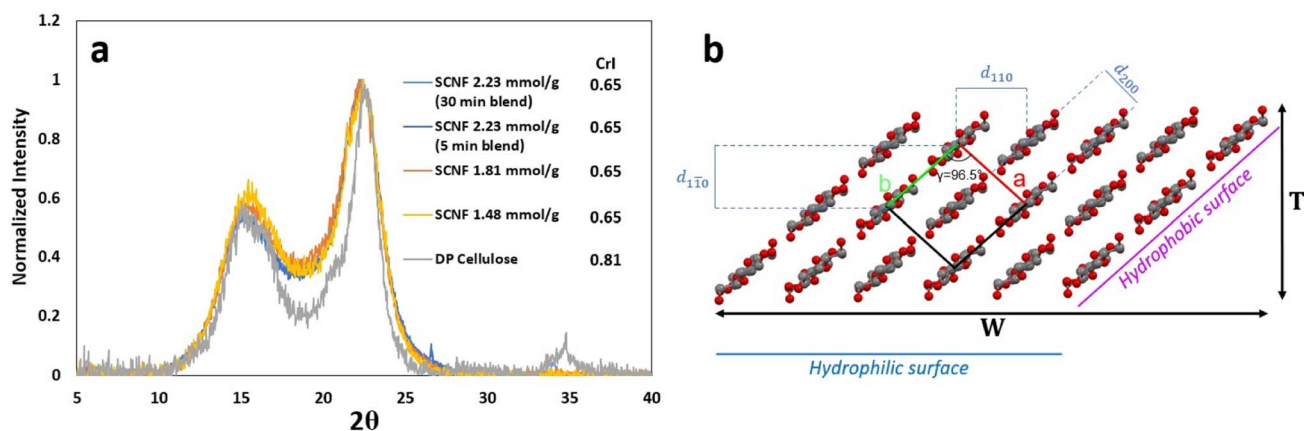 a
1.2
1
0.8
0.6
0.4
0.2
0
Normalized Intensity
5
10
15
20
25
30
35
40
2θ
CrI
SCNF 2.23 mmol/g
(30 min blend)
0.65
SCNF 2.23 mmol/g
(5 min blend)
0.65
SCNF 1.81 mmol/g
0.65
SCNF 1.48 mmol/g
0.65
DP Cellulose
0.81
b
d110
d200
d11̄0
γ=96.5°
b
a
Hydrophobic surface
T
W
Hydrophilic surface